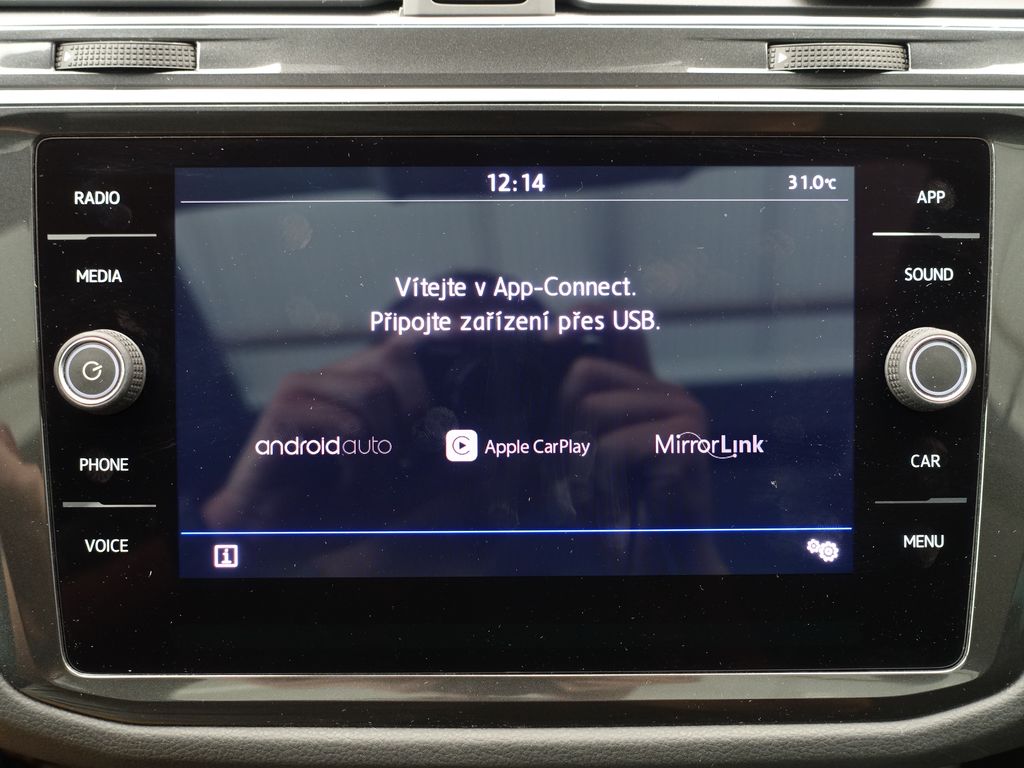 12:14
31.0°C
RADIO
APP
MEDIA
SOUND
Vítejte v App-Connect.
Připojte zařízení přes USB.
androidauto
Apple CarPlay
MirrorLink
PHONE
CAR
VOICE
MENU
i